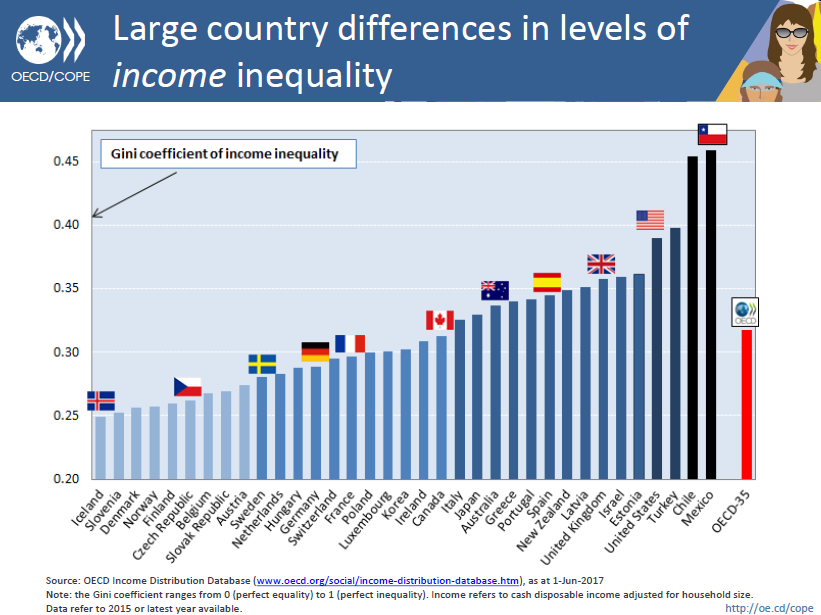 Large country differences in levels of
income inequality
OECD/COPE
Gini coefficient of income inequality
0.45
0.40
0.35
0.30
0.25
0.20
OECD
Iceland
Slovenia
Denmark
Norway
Finland
Czech Republic
Belgium
Slovak Republic
Austria
Sweden
Netherlands
Hungary
Germany
Switzerland
France
Poland
Luxembourg
Korea
Ireland
Canada
Italy
Japan
Australia
Greece
Portugal
Spain
New Zealand
Latvia
United Kingdom
Israel
Estonia
United States
Turkey
Chile
Mexico
OECD-35
Source: OECD Income Distribution Database (www.oecd.org/social/income-distribution-database.htm), as at 1-Jun-2017
Note: the Gini coefficient ranges from 0 (perfect equality) to 1 (perfect inequality). Income refers to cash disposable income adjusted for household size.
Data refer to 2015 or latest year available.
http://oe.cd/cope